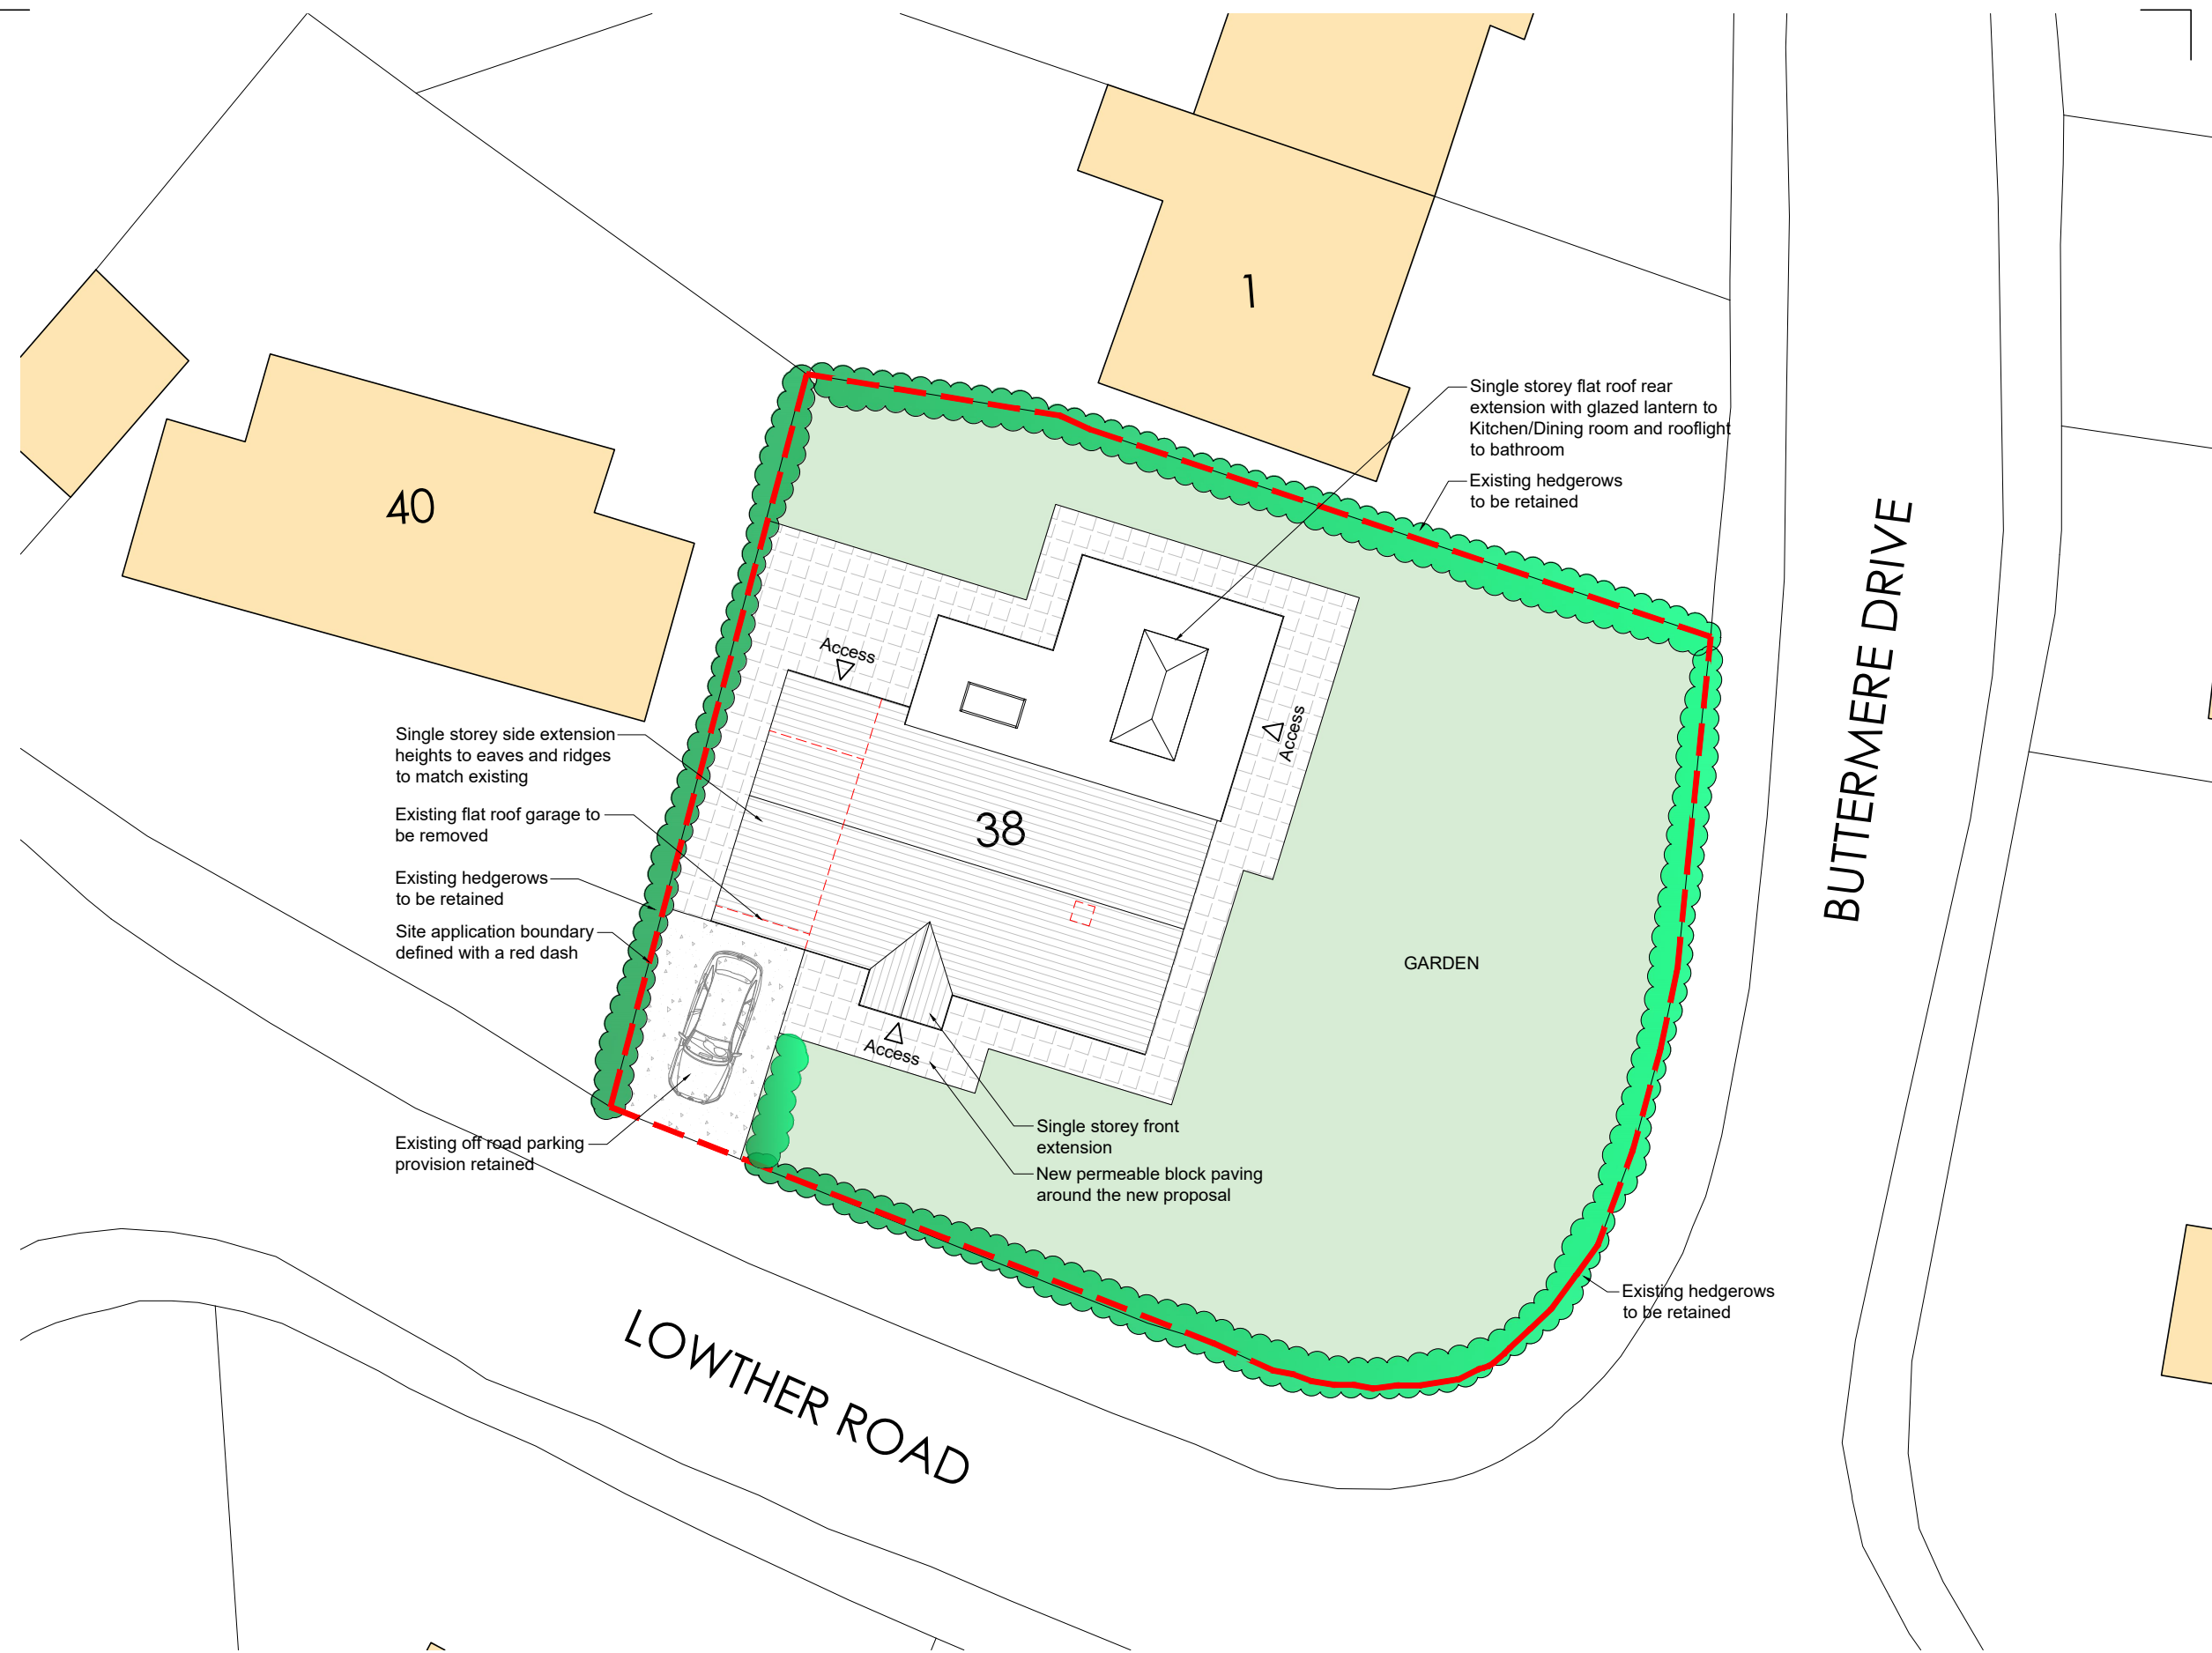 1
Single storey flat roof rear
extension with glazed lantern to
Kitchen/Dining room and rooflight
to bathroom
Existing hedgerows
to be retained
40
BUTTERMERE DRIVE
Access
Access
Single storey side extension
heights to eaves and ridges
to match existing
Existing flat roof garage to
be removed
38
Existing hedgerows
to be retained
Site application boundary
defined with a red dash
GARDEN
Access
Single storey front
extension
Existing off road parking
provision retained
New permeable block paving
around the new proposal
Existing hedgerows
to be retained
LOWTHER ROAD